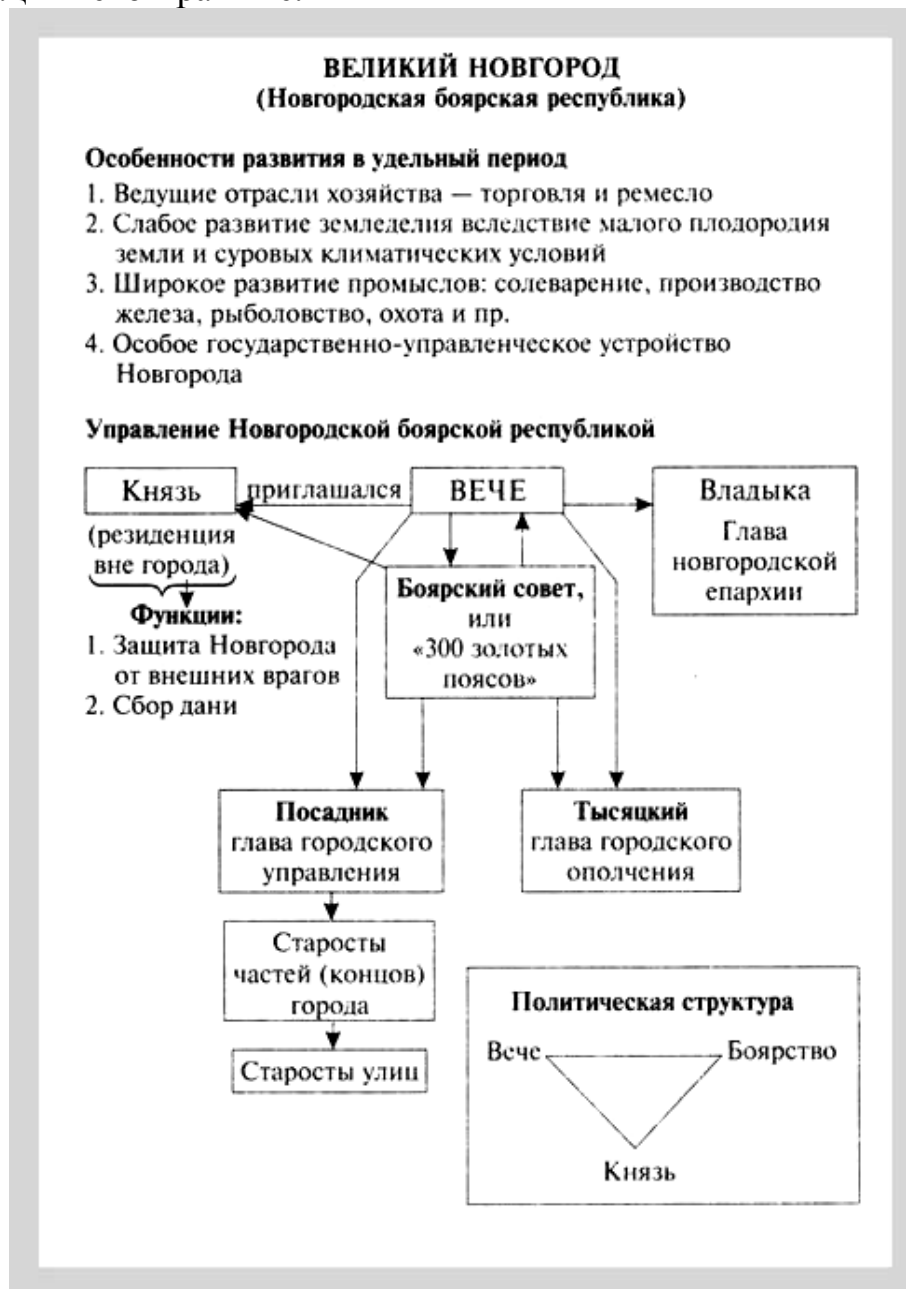 ВЕЛИКИЙ НОВГОРОД
(Новгородская боярская республика)
Особенности развития в удельный период
1. Ведущие отрасли хозяйства — торговля и ремесло
2. Слабое развитие земледелия вследствие малого плодородия
земли и суровых климатических условий
3. Широкое развитие промыслов: солеварение, производство
железа, рыболовство, охота и пр.
4. Особое государственно-управленческое устройство
Новгорода
Управление Новгородской боярской республикой
Князь
приглашался
ВЕЧЕ
Владыка
Глава
новгородской
епархии
(резиденция
вне города)
Функции:
1. Защита Новгорода
от внешних врагов
2. Сбор дани
Боярский совет,
или
«300 золотых
поясов»
Посадник
глава городского
управления
Тысяцкий
глава городского
ополчения
Старосты
частей (концов)
города
Старосты улиц
Политическая структура
Вече
Боярство
Князь